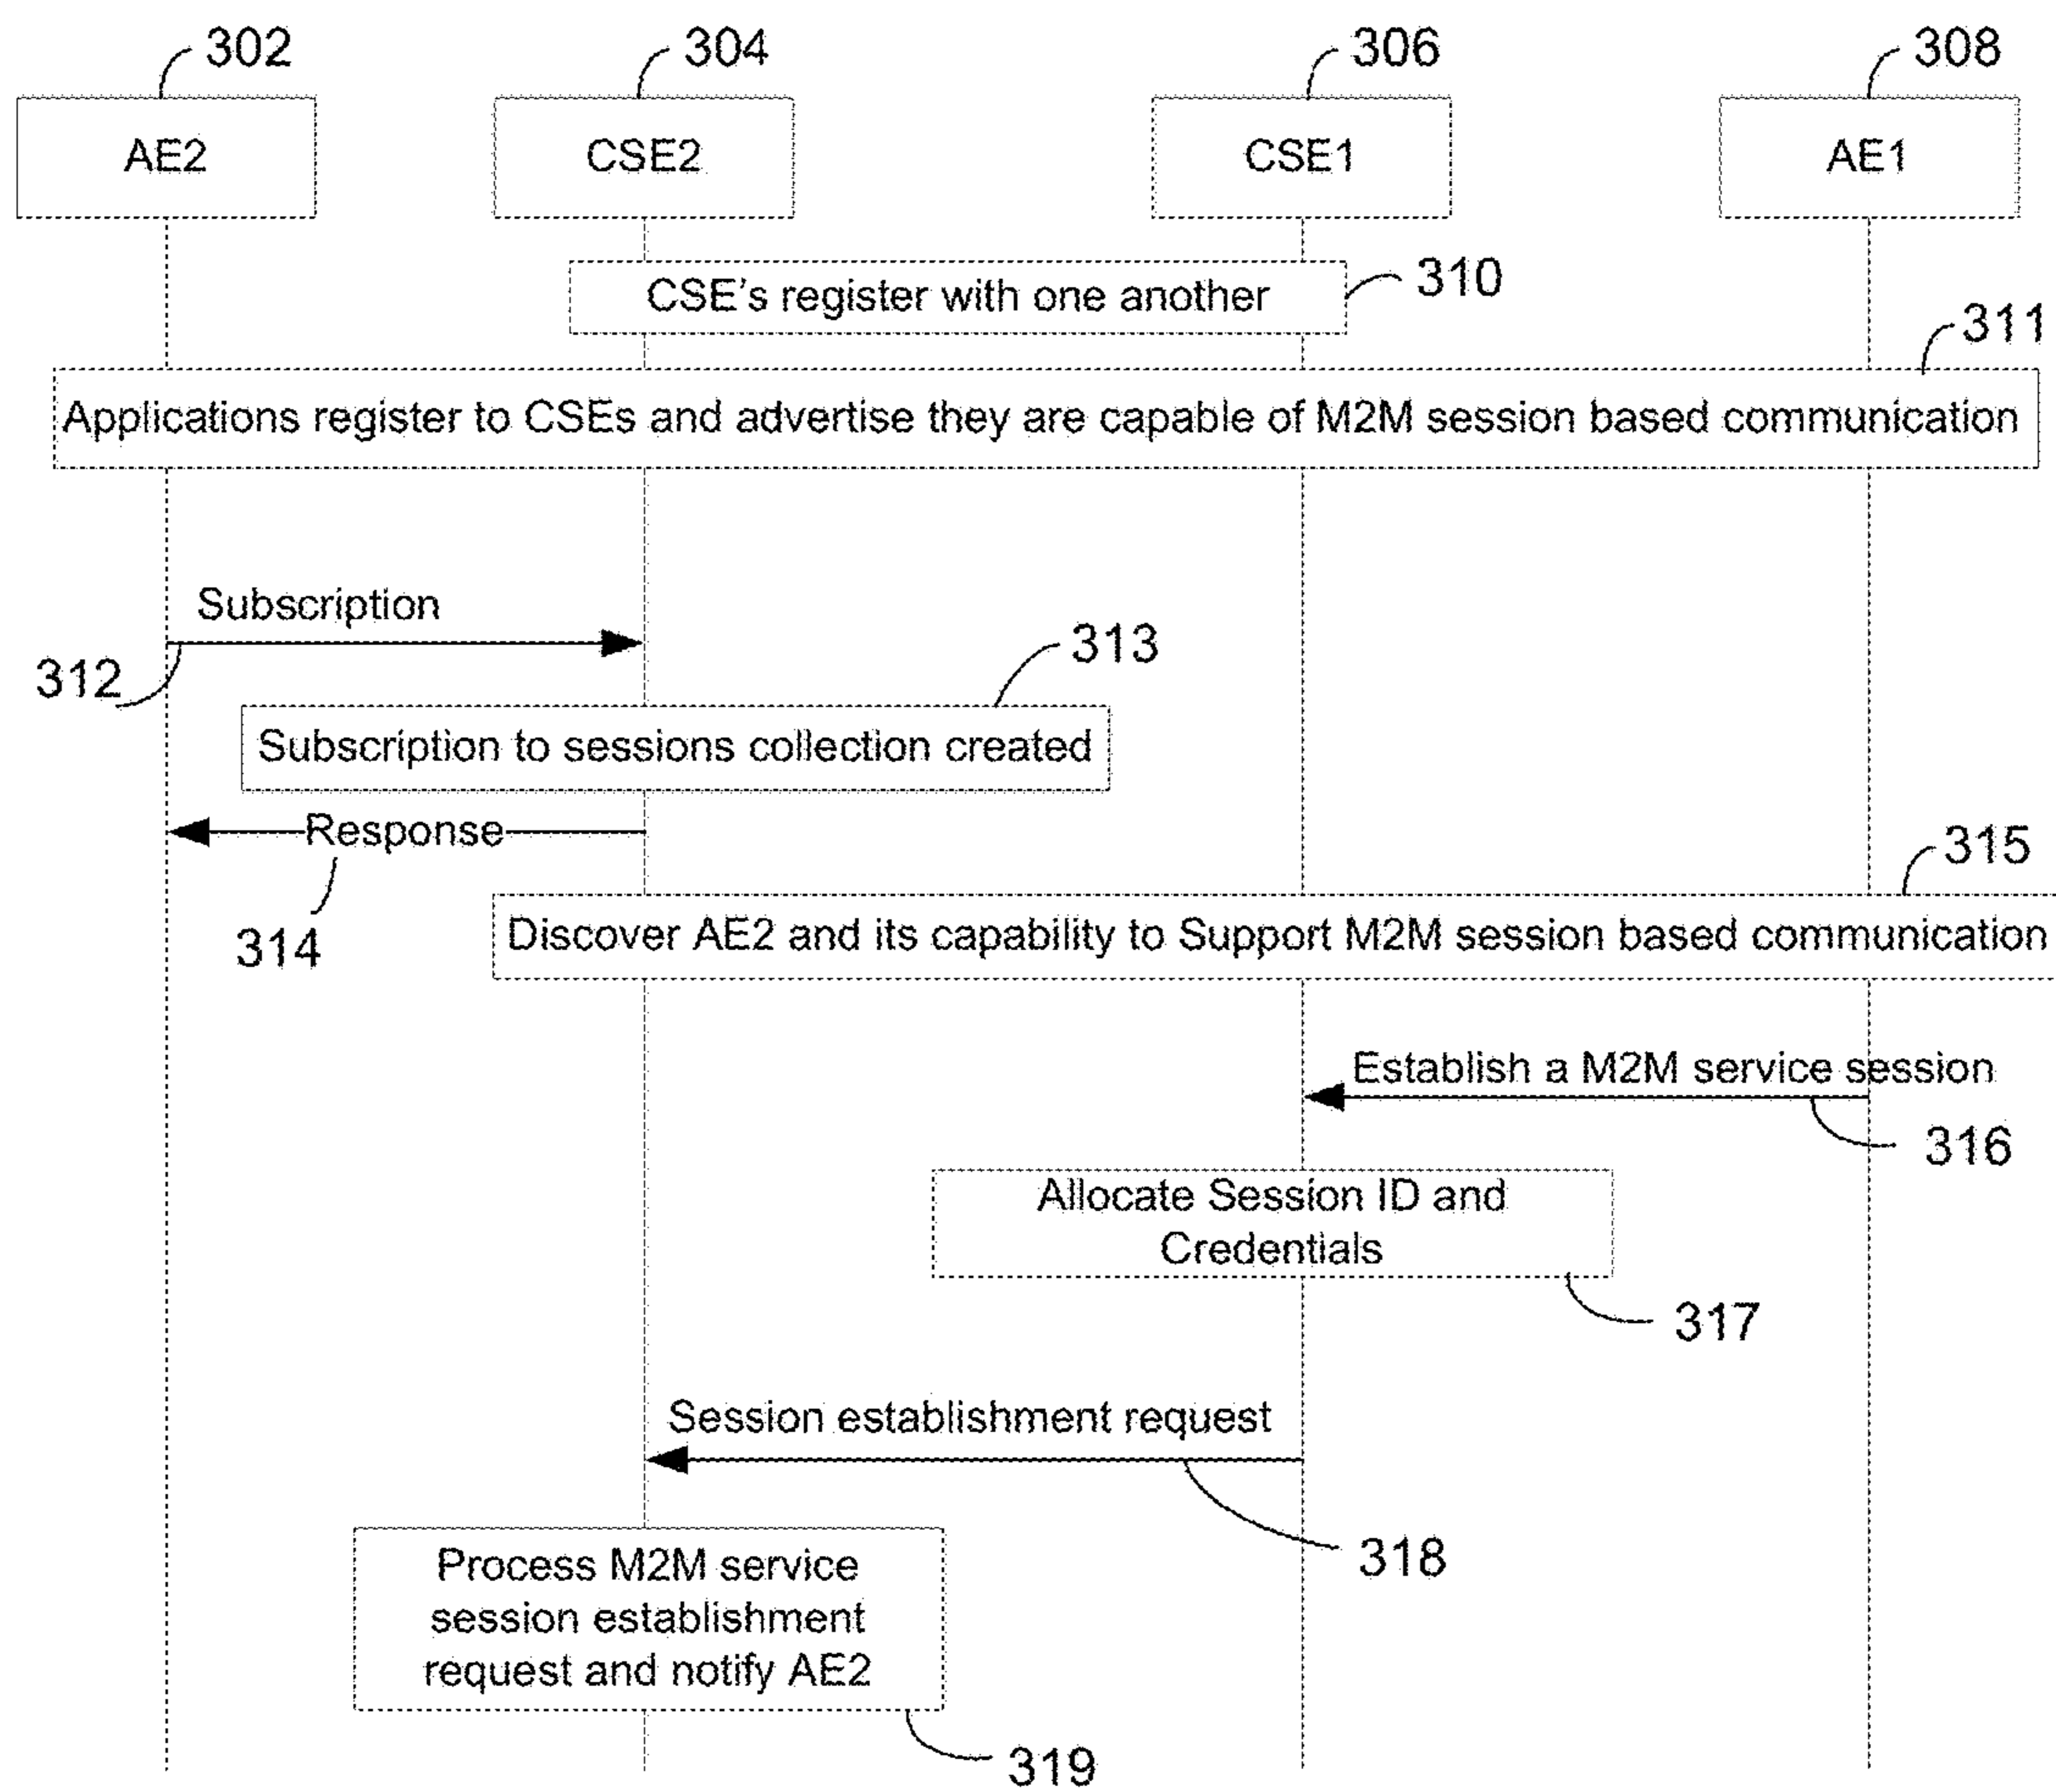 302
304
306
308
AE2
CSE2
CSE1
AE1
CSE's register with one another
310
311
Applications register to CSEs and advertise they are capable of M2M session based communication
Subscription
312
313
Subscription to sessions collection created
Response
314
315
Discover AE2 and its capability to Support M2M session based communication
Establish a M2M service session
316
Allocate Session ID and
Credentials
317
Session establishment request
318
Process M2M service
session establishment
request and notify AE2
319